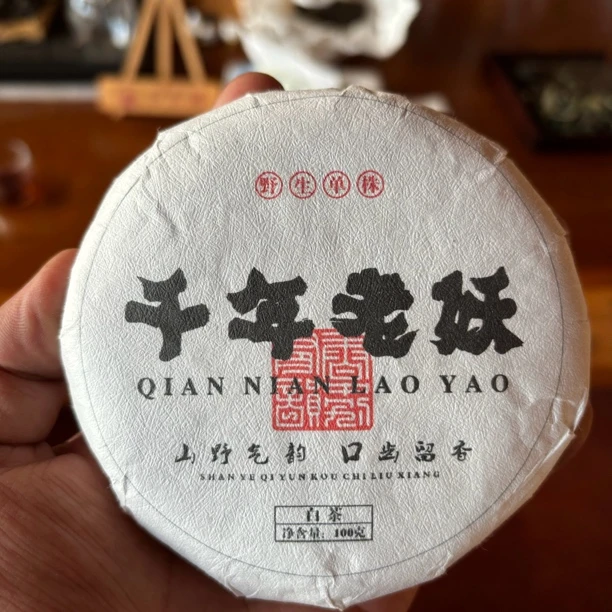 野生单株
千年老妖
QIAN NIAN LAO YAO
山野气韵 口齿留香
SHAN YE QI YUN KOU CHI LIU XIANG
白茶
净含量：100克